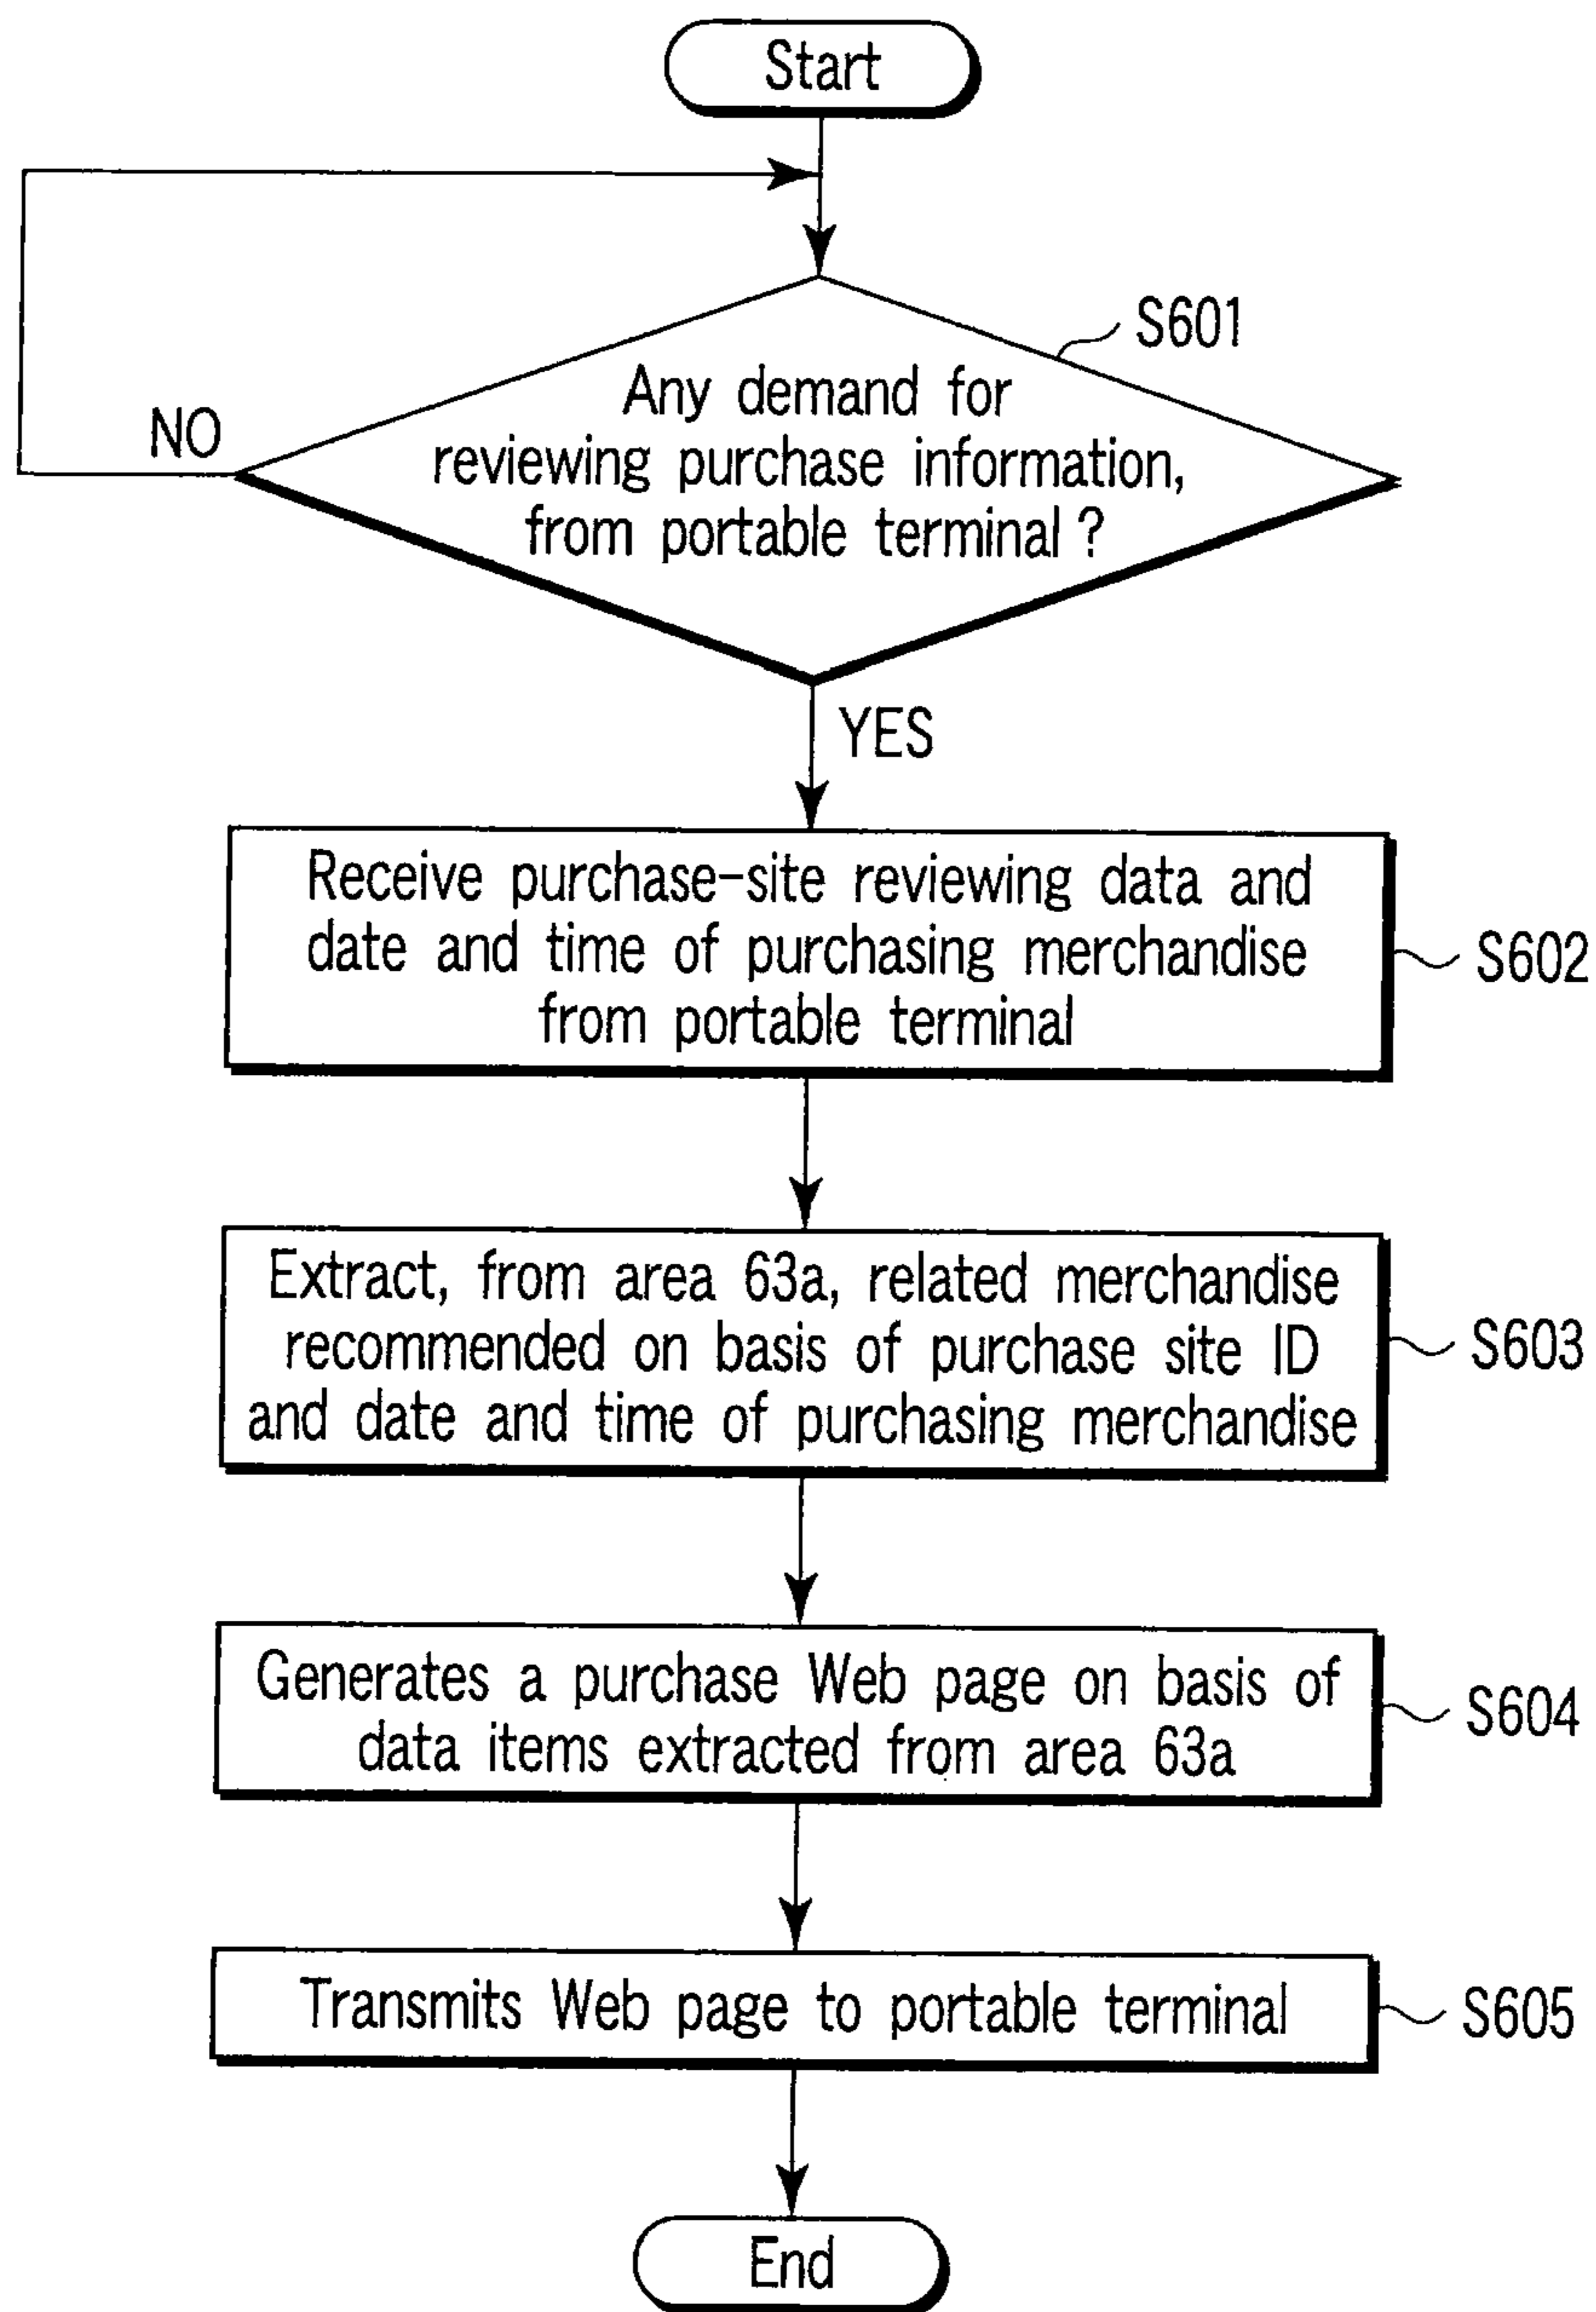 Start
S601
Any demand for
reviewing purchase information,
from portable terminal ?
NO
YES
Receive purchase-site reviewing data and
date and time of purchasing merchandise
from portable terminal
S602
Extract, from area 63a, related merchandise
recommended on basis of purchase site ID
and date and time of purchasing merchandise
S603
Generates a purchase Web page on basis of
data items extracted from area 63a
S604
Transmits Web page to portable terminal
S605
End